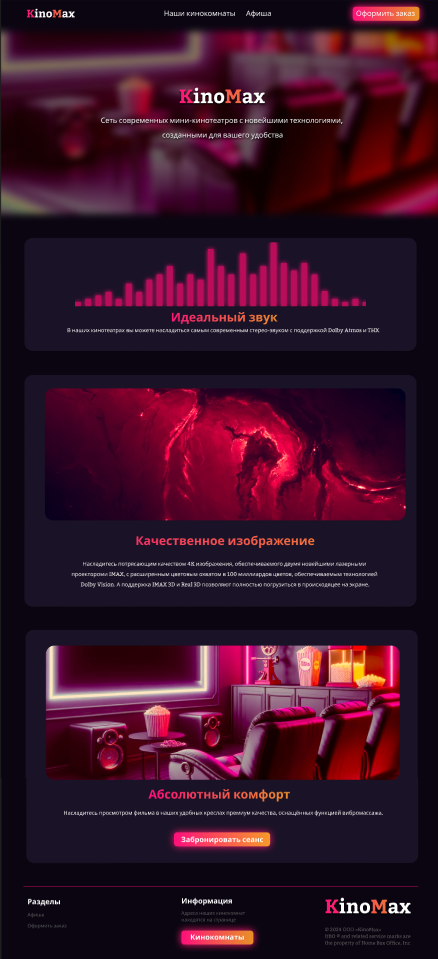 KinoMax
Наши кинокомнаты Афиша
Оформить заказ
KinoMax
Сеть современных мини-кинотеатров с новейшими технологиями,
созданными для вашего удобства
Идеальный звук
В наших кинотеатрах вы можете насладиться самым современным стерео-звуком с поддержкой Dolby Atmos и THX
Качественное изображение
Насладитесь потрясающим качеством 4K изображения, обеспечиваемого двумя новейшими лазерными
проекторами IMAX, с расширенным цветовым охватом в 100 миллиардов цветов, обеспечиваемым технологией
Dolby Vision. А поддержка IMAX 3D и Real 3D позволяют полностью погрузиться в происходящее на экране.
Абсолютный комфорт
Насладитесь просмотром фильма в наших удобных креслах премиум качества, оснащённых функцией вибромассажа.
Забронировать сеанс
Разделы
Афиша
Оформить заказ
Информация
Адреса наших кинокомнат
находятся на странице
Кинокомнаты
KinoMax
© 2024 ООО «KinoMax»
HBO ® and related service marks are
the property of Home Box Office, Inc